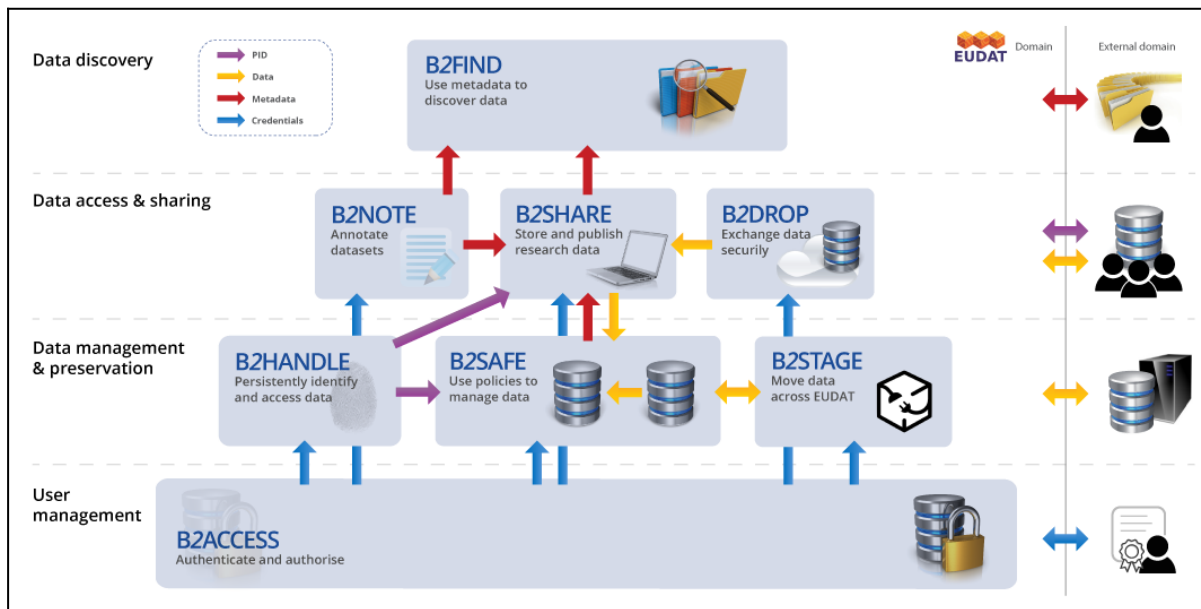 Data discovery
PID
Data
Metadata
Credentials
B2FIND
Use metadata to
discover data
EUDAT
Domain
External domain
Data access & sharing
B2NOTE
Annotate
datasets
B2SHARE
Store and publish
research data
B2DROP
Exchange data
security
Data management
& preservation
B2HANDLE
Persistently identify
and access data
B2SAFE
Use policies to
manage data
B2STAGE
Move data
across EUDAT
User
management
B2ACCESS
Authenticate and authorise